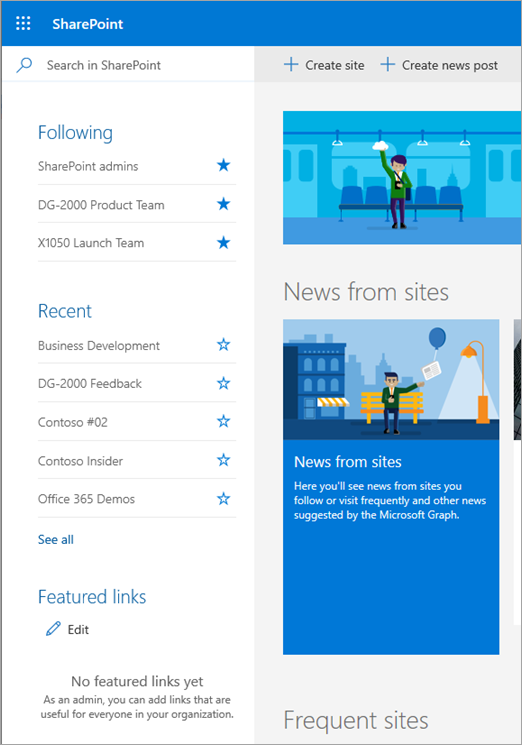 SharePoint
Search in SharePoint
Create site
Create news post
Following
SharePoint admins
DG-2000 Product Team
X1050 Launch Team
Recent
Business Development
DG-2000 Feedback
Contoso #02
Contoso Insider
Office 365 Demos
See all
Featured links
Edit
No featured links yet
As an admin, you can add links that are
useful for everyone in your organization.
News from sites
News from sites
Here you'll see news from sites you
follow or visit frequently and other news
suggested by the Microsoft Graph.
Frequent sites